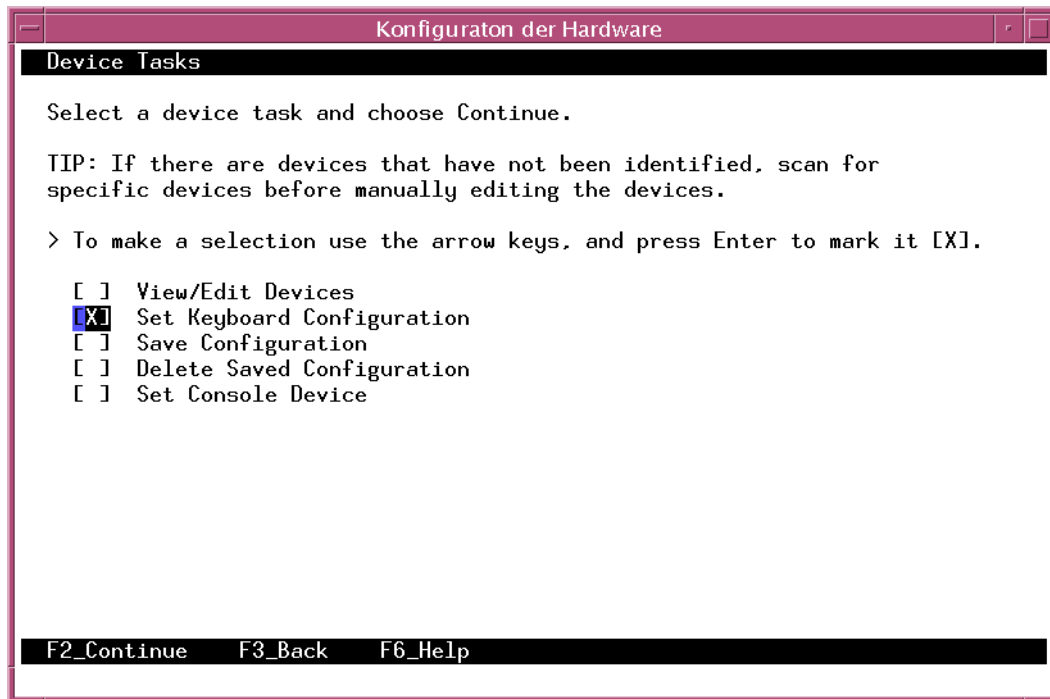 Konfiguraton der Hardware
Device Tasks
Select a device task and choose Continue.
TIP: If there are devices that have not been identified, scan for
specific devices before manually editing the devices.
> To make a selection use the arrow keys, and press Enter to mark it [X].
[ ] View/Edit Devices
[X] Set Keyboard Configuration
[ ] Save Configuration
[ ] Delete Saved Configuration
[ ] Set Console Device
F2_Continue F3_Back F6_Help